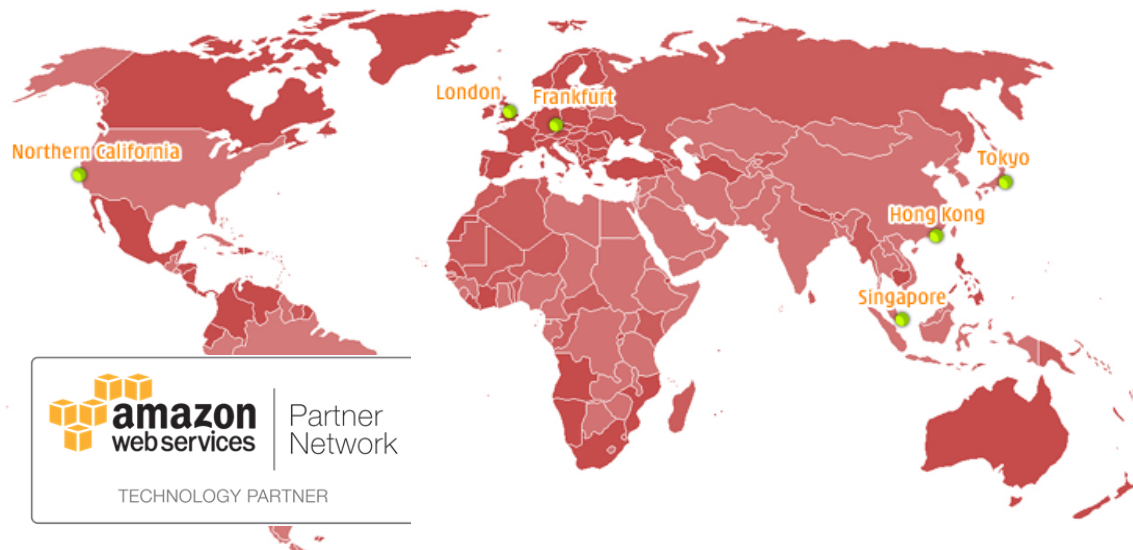 London
Frankfurt
Northern California
Tokyo
Hong Kong
Singapore
amazon
web services
Partner
Network
TECHNOLOGY PARTNER